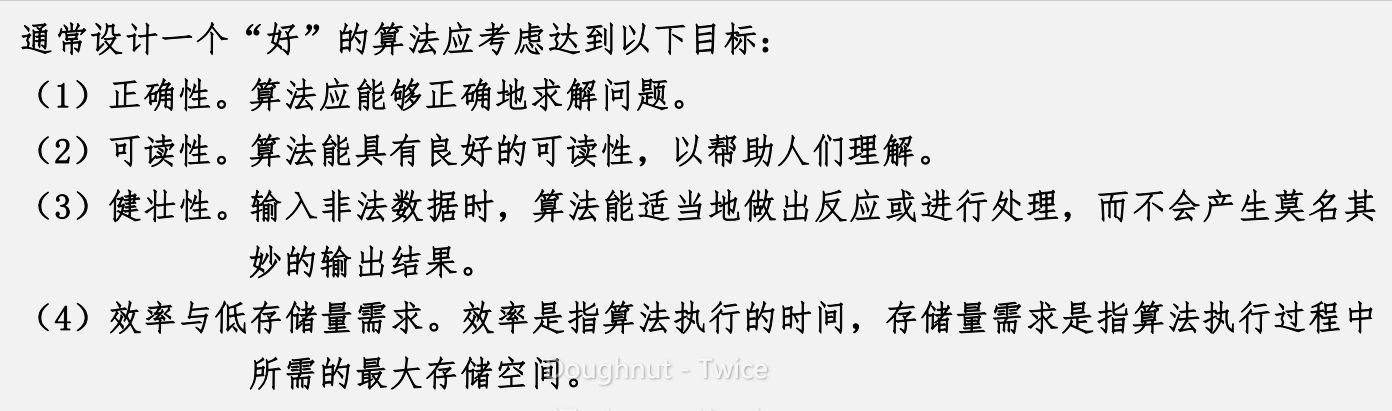 通常设计一个“好”的算法应考虑达到以下目标：
（1）正确性。算法应能够正确地求解问题。
（2）可读性。算法能具有良好的可读性，以帮助人们理解。
（3）健壮性。输入非法数据时，算法能适当地做出反应或进行处理，而不会产生莫名其
妙的输出结果。
（4）效率与低存储量需求。效率是指算法执行的时间，存储量需求是指算法执行过程中
所需的最大存储空间。
Doughnut - Twice